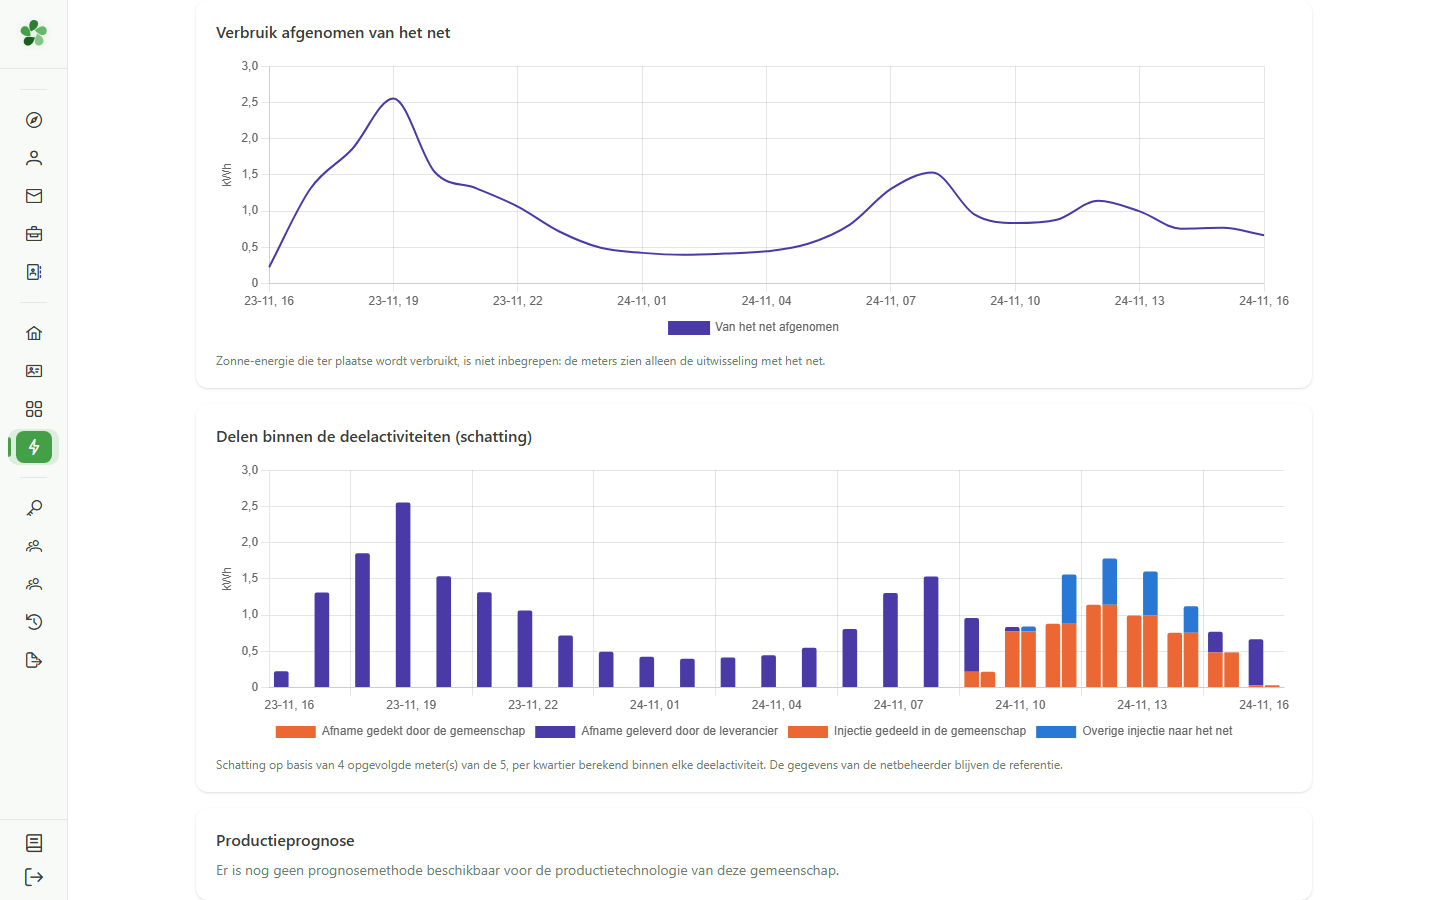 Verbruik afgenomen van het net
3,0
2,5
2,0
1,5
1,0
0,5
0
kWh
23-11, 16
23-11, 19
23-11, 22
24-11, 01
24-11, 04
24-11, 07
24-11, 10
24-11, 13
24-11, 16
Van het net afgenomen
Zonne-energie die ter plaatse wordt verbruikt, is niet inbegrepen: de meters zien alleen de uitwisseling met het net.
Delen binnen de deelactiviteiten (schatting)
3,0
2,5
2,0
1,5
1,0
0,5
0
kWh
23-11, 16
23-11, 19
23-11, 22
24-11, 01
24-11, 04
24-11, 07
24-11, 10
24-11, 13
24-11, 16
Afname gedekt door de gemeenschap
Afname geleverd door de leverancier
Injectie gedeeld in de gemeenschap
Overige injectie naar het net
Schatting op basis van 4 opgevolgde meter(s) van de 5, per kwartier berekend binnen elke deelactiviteit. De gegevens van de netbeheerder blijven de referentie.
Productieprognose
Er is nog geen prognosemethode beschikbaar voor de productietechnologie van deze gemeenschap.